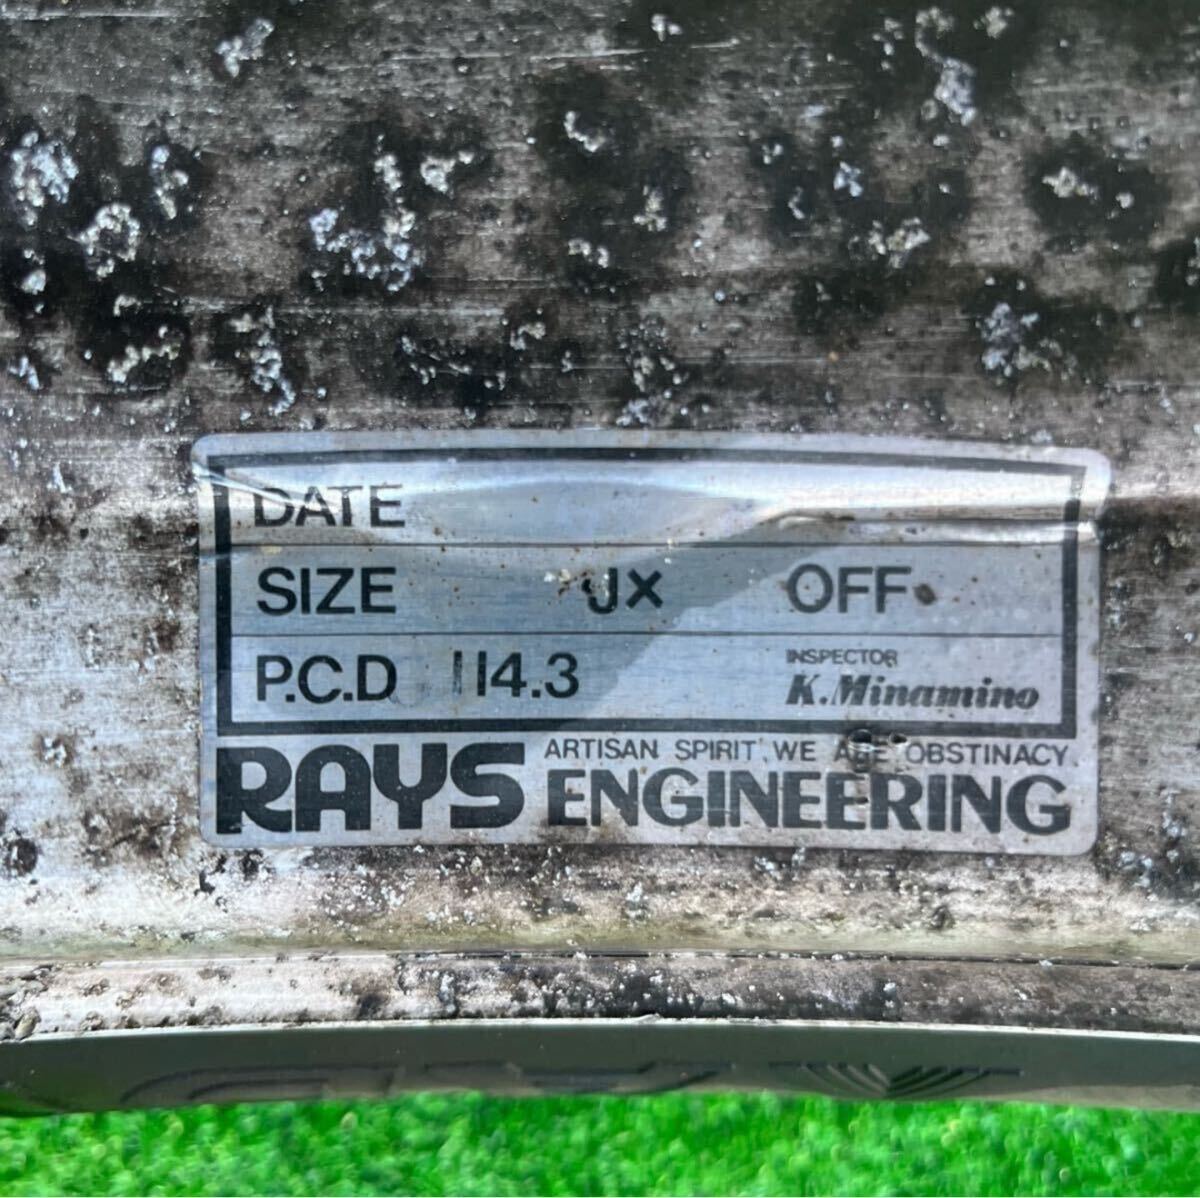 DATE
SIZE J× OFF.
P.C.D 114.3 INSPECTOR
K.Minamino
RAYS ARTISAN SPIRIT, WE ARE OBSTINACY.
ENGINEERING